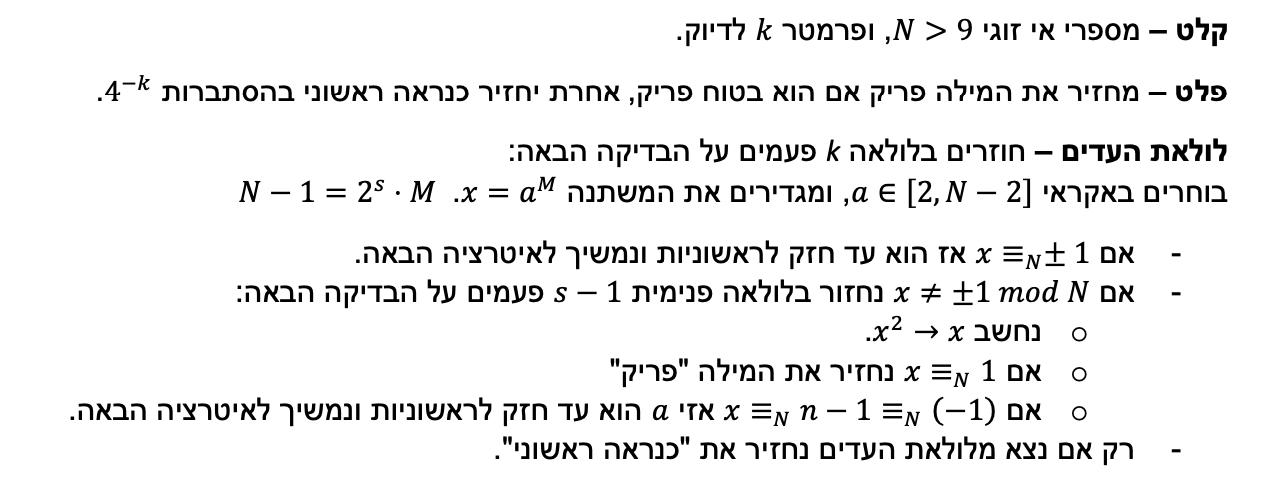 קלט – מספרי אי זוגי N > 9, ופרמטר k לדיוק.
פלט – מחזיר את המילה פריק אם הוא בטוח פריק, אחרת יחזיר כנראה ראשוני בהסתברות 4^{-k}.
לולאת העדים – חוזרים בלולאה k פעמים על הבדיקה הבאה:
בוחרים באקראי a ∈ [2, N − 2], ומגדירים את המשתנה x = a^M. N − 1 = 2^s · M
- אם x ≡_N ± 1 אז הוא עד חזק לראשוניות ונמשיך לאיטרציה הבאה.
- אם x ≠ ±1 mod N נחזור בלולאה פנימית s − 1 פעמים על הבדיקה הבאה:
○ נחשב x^2 → x.
○ אם x ≡_N 1 נחזיר את המילה "פריק"
○ אם x ≡_N n − 1 ≡_N (−1) אזי a הוא עד חזק לראשוניות ונמשיך לאיטרציה הבאה.
- רק אם נצא מלולאת העדים נחזיר את "כנראה ראשוני".